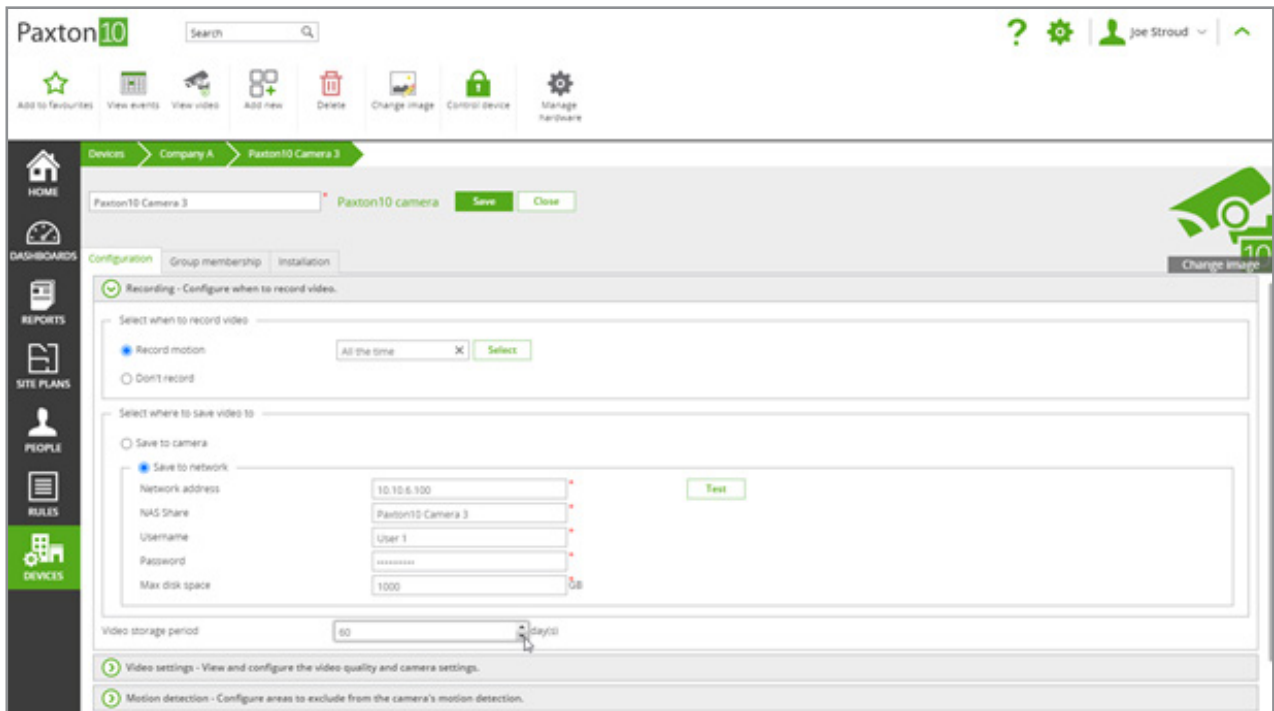 Paxton10
Search
? Joe Stroud
Add to favourites View events View video Add new Delete Change image Control device Manage hardware
Devices Company A Paxton10 Camera 3
HOME
Paxton10 Camera 3 * Paxton10 camera Save Close
10
Change image
DASHBOARDS
Configuration Group membership Installation
Recording - Configure when to record video.
REPORTS
Select when to record video
Record motion All the time X Select
Don't record
SITE PLANS
Select where to save video to
Save to camera
PEOPLE
Save to network
Network address 10.10.6.100 * Test
NAS Share Paxton10 Camera 3 *
RULES
Username User 1 *
Password ••••••••• *
Max disk space 1000 * GB
DEVICES
Video storage period 60 day(s)
Video settings - View and configure the video quality and camera settings.
Motion detection - Configure areas to exclude from the camera's motion detection.